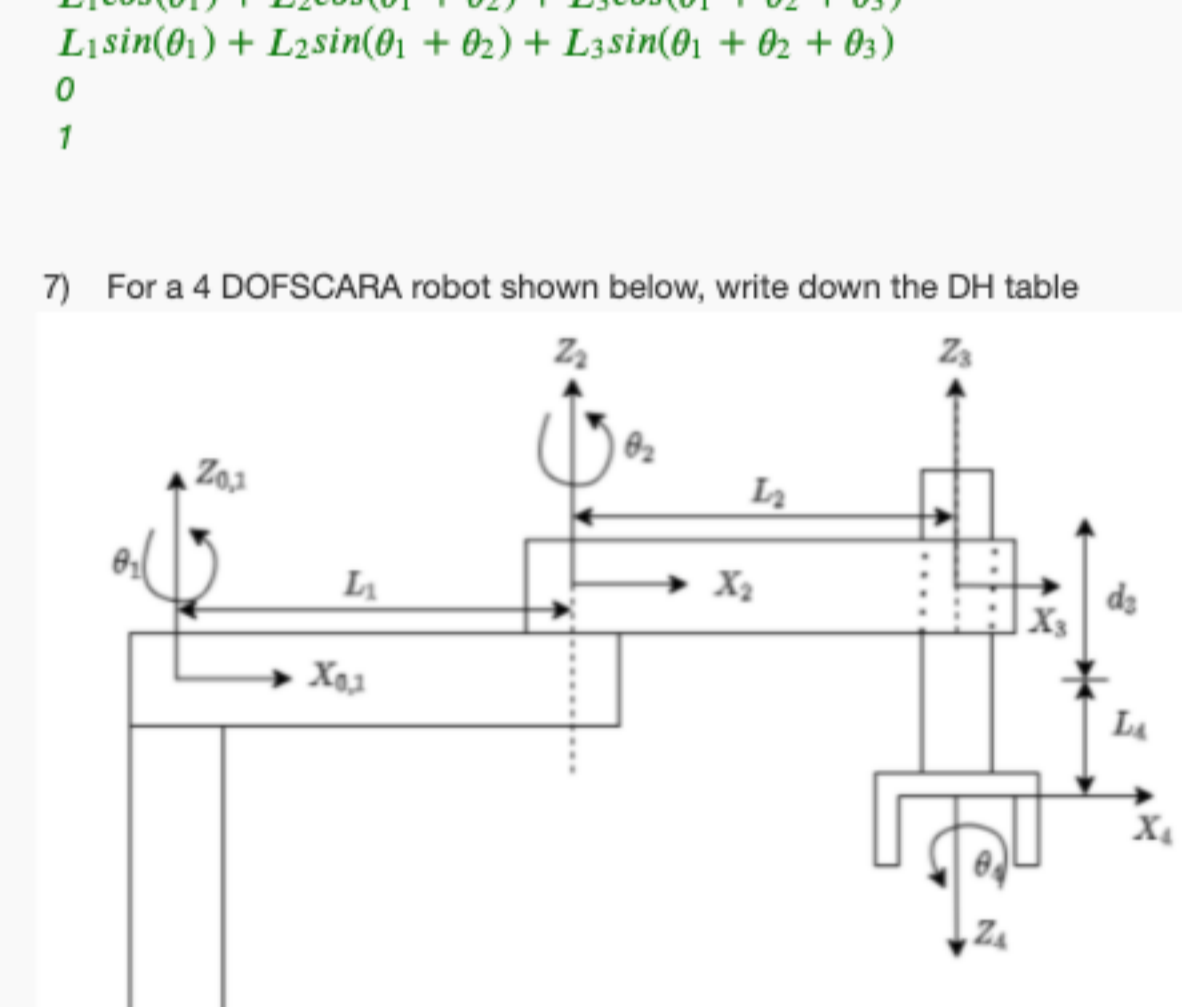 L₁sin(θ₁) + L₂sin(θ₁ + θ₂) + L₃sin(θ₁ + θ₂ + θ₃)
0
1
7) For a 4 DOFSCARA robot shown below, write down the DH table
Z₂
Z₃
Z₀,₁
θ₂
L₂
θ₁
L₁
X₂
d₃
X₃
X₀,₁
L₄
X₄
θ₄
Z₄